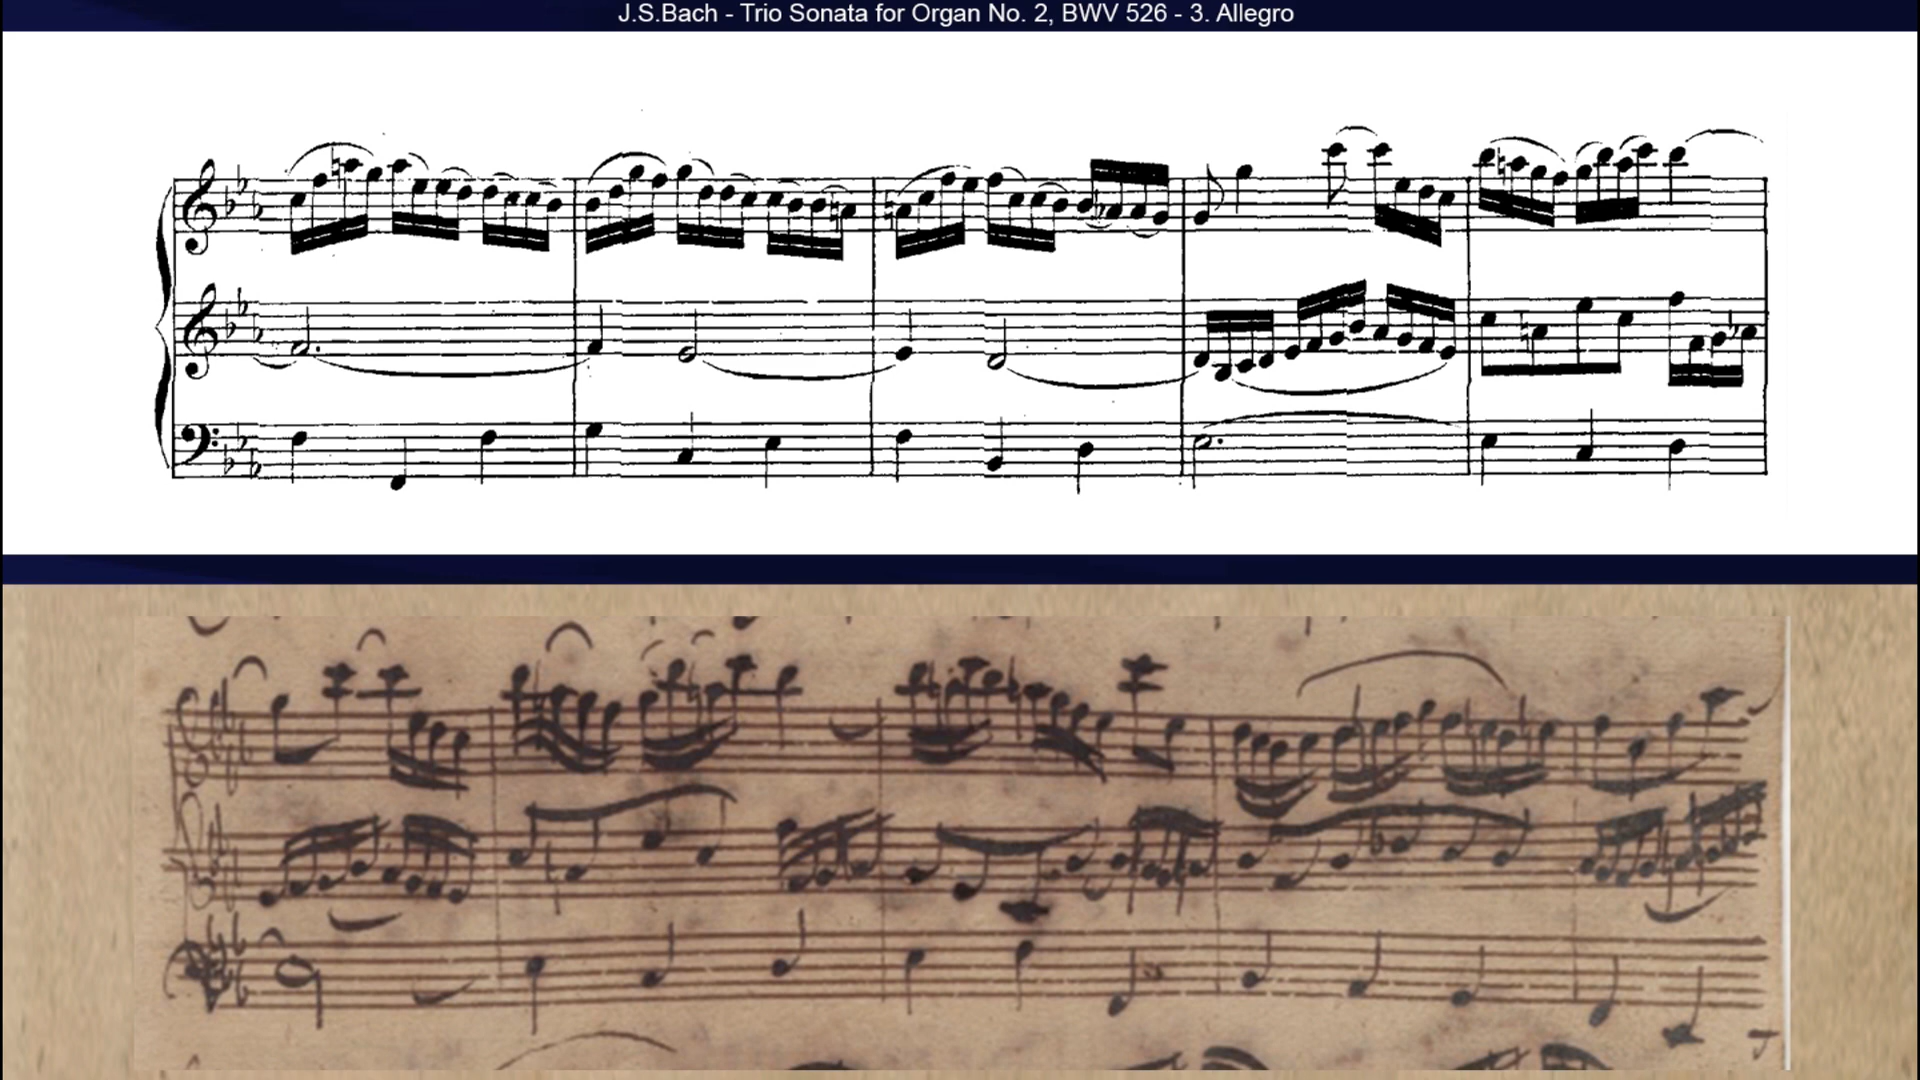 J.S.Bach - Trio Sonata for Organ No. 2, BWV 526 - 3. Allegro